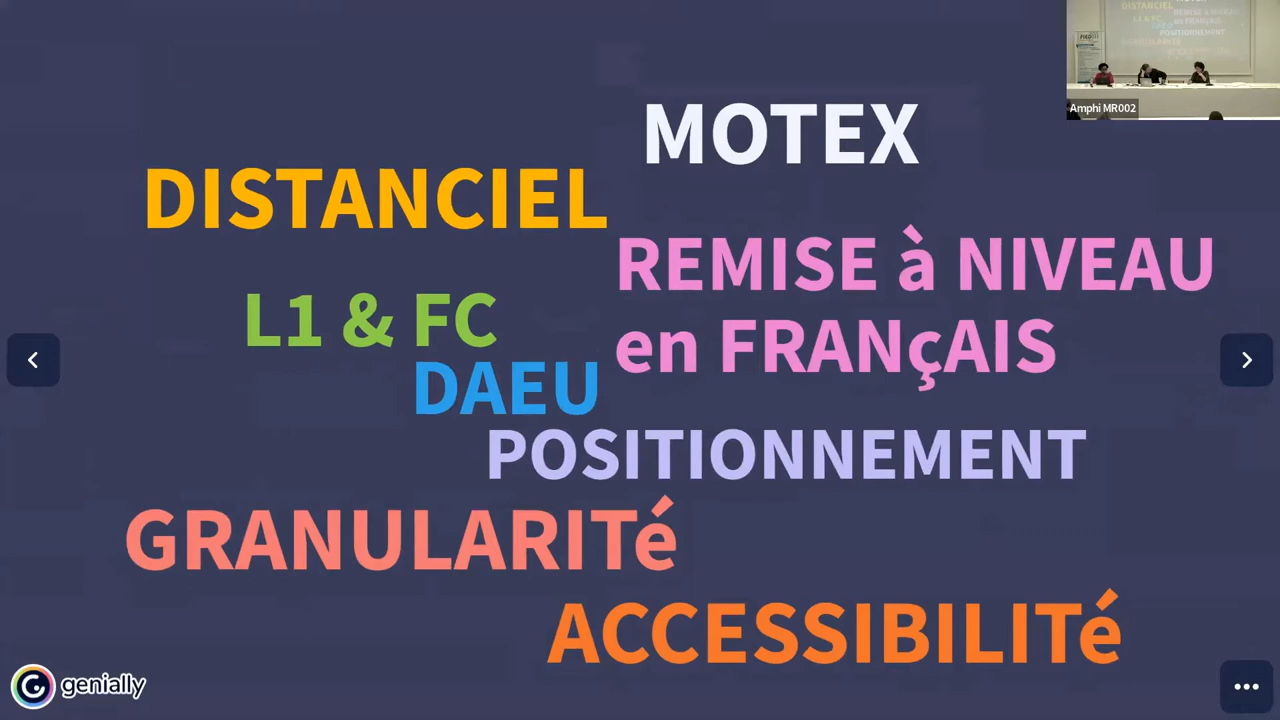 MOTEX
DISTANCIEL
REMISE à NIVEAU
en FRANçAIS
L1 & FC
DAEU
POSITIONNEMENT
GRANULARITé
ACCESSIBILITé
genially
Amphi MR002